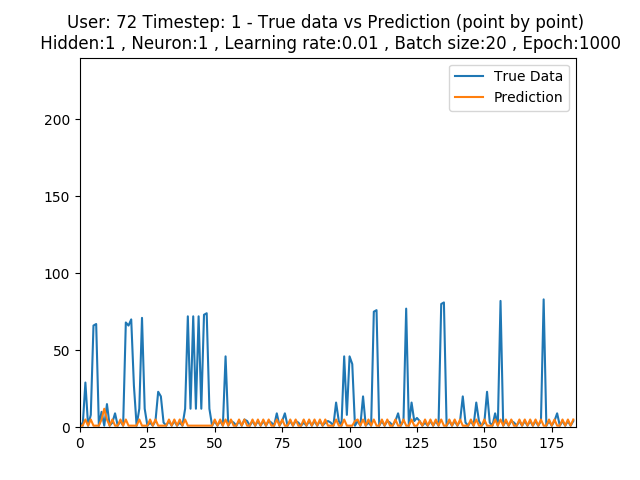 User: 72 Timestep: 1 - True data vs Prediction (point by point)
Hidden:1 , Neuron:1 , Learning rate:0.01 , Batch size:20 , Epoch:1000
True Data
Prediction
200
150
100
50
0
0 25 50 75 100 125 150 175